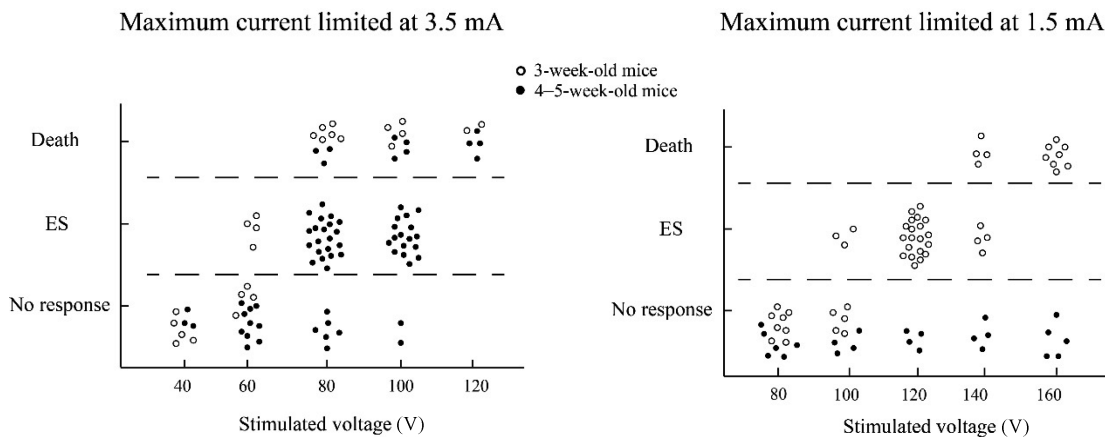 Maximum current limited at 3.5 mA
Maximum current limited at 1.5 mA
3-week-old mice
4–5-week-old mice
Death
ES
No response
40 60 80 100 120
Stimulated voltage (V)
Death
ES
No response
80 100 120 140 160
Stimulated voltage (V)